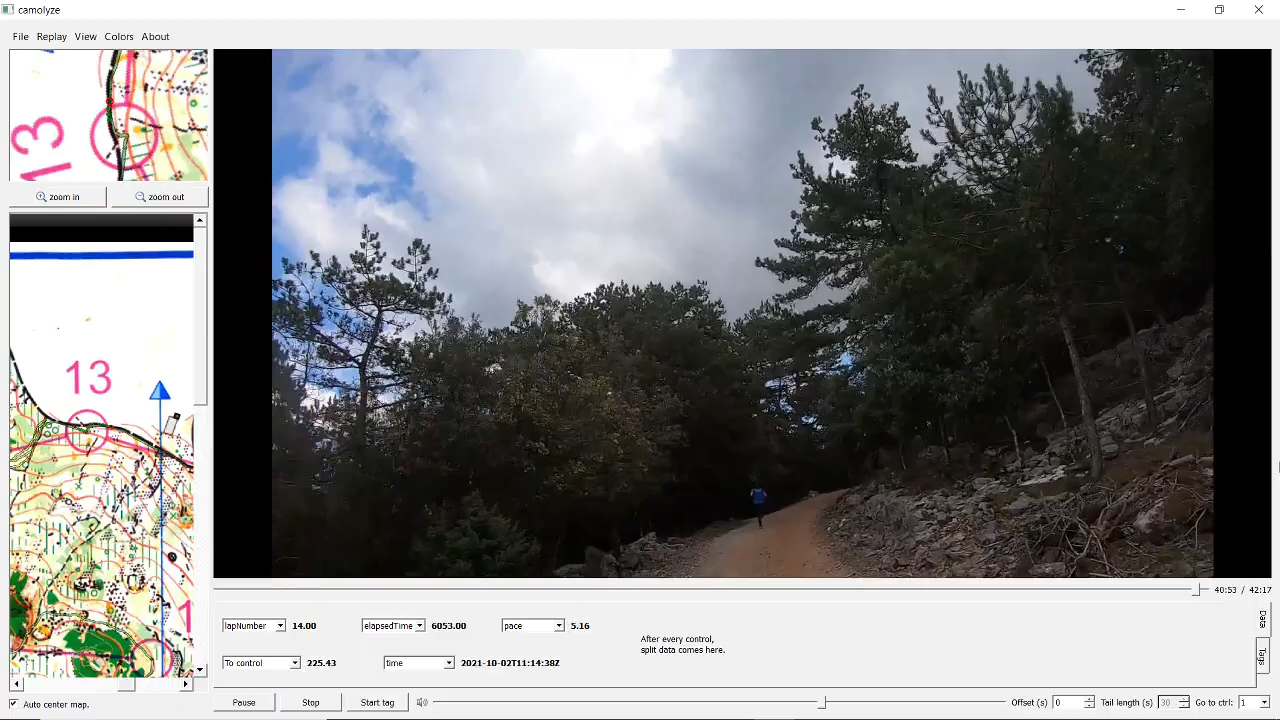 camolyze
File Replay View Colors About
13
zoom in zoom out
13
1
40:53 / 42:17
lapNumber 14.00 elapsedTime 6053.00 pace 5.16
After every control,
split data comes here.
To control 225.43 time 2021-10-02T11:14:38Z
Data
Tags
Auto center map.
Pause Stop Start tag Offset (s) 0 Tail length (s) 30 Go to ctrl: 1